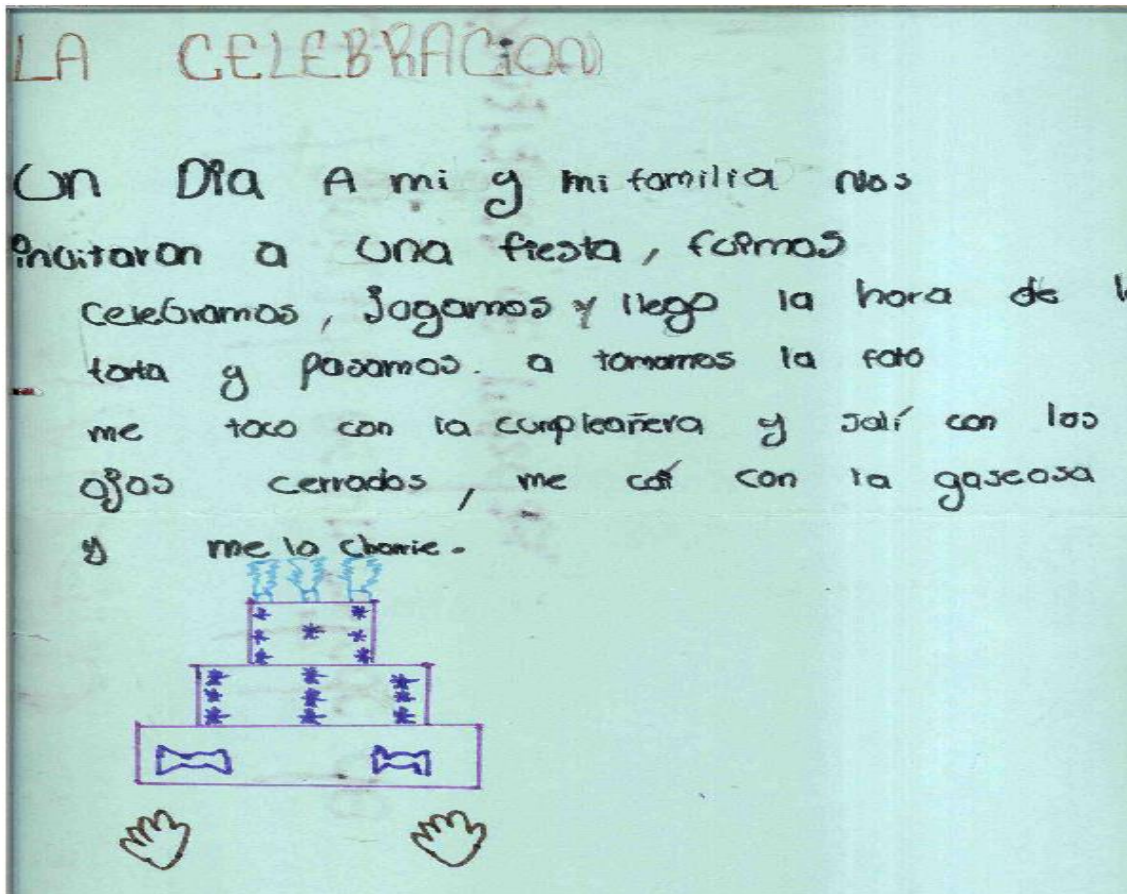 LA CELEBRACiON
Un Dia A mi y mi familia Nos
invitaron a una fiesta, fuimos
celebramos, Jugamos y llego la hora de l
torta y pasamos. a tomarnos la foto
me toco con la cumpleañera y salí con los
ojos cerrados, me caí con la gaseosa
y me la chorrie.